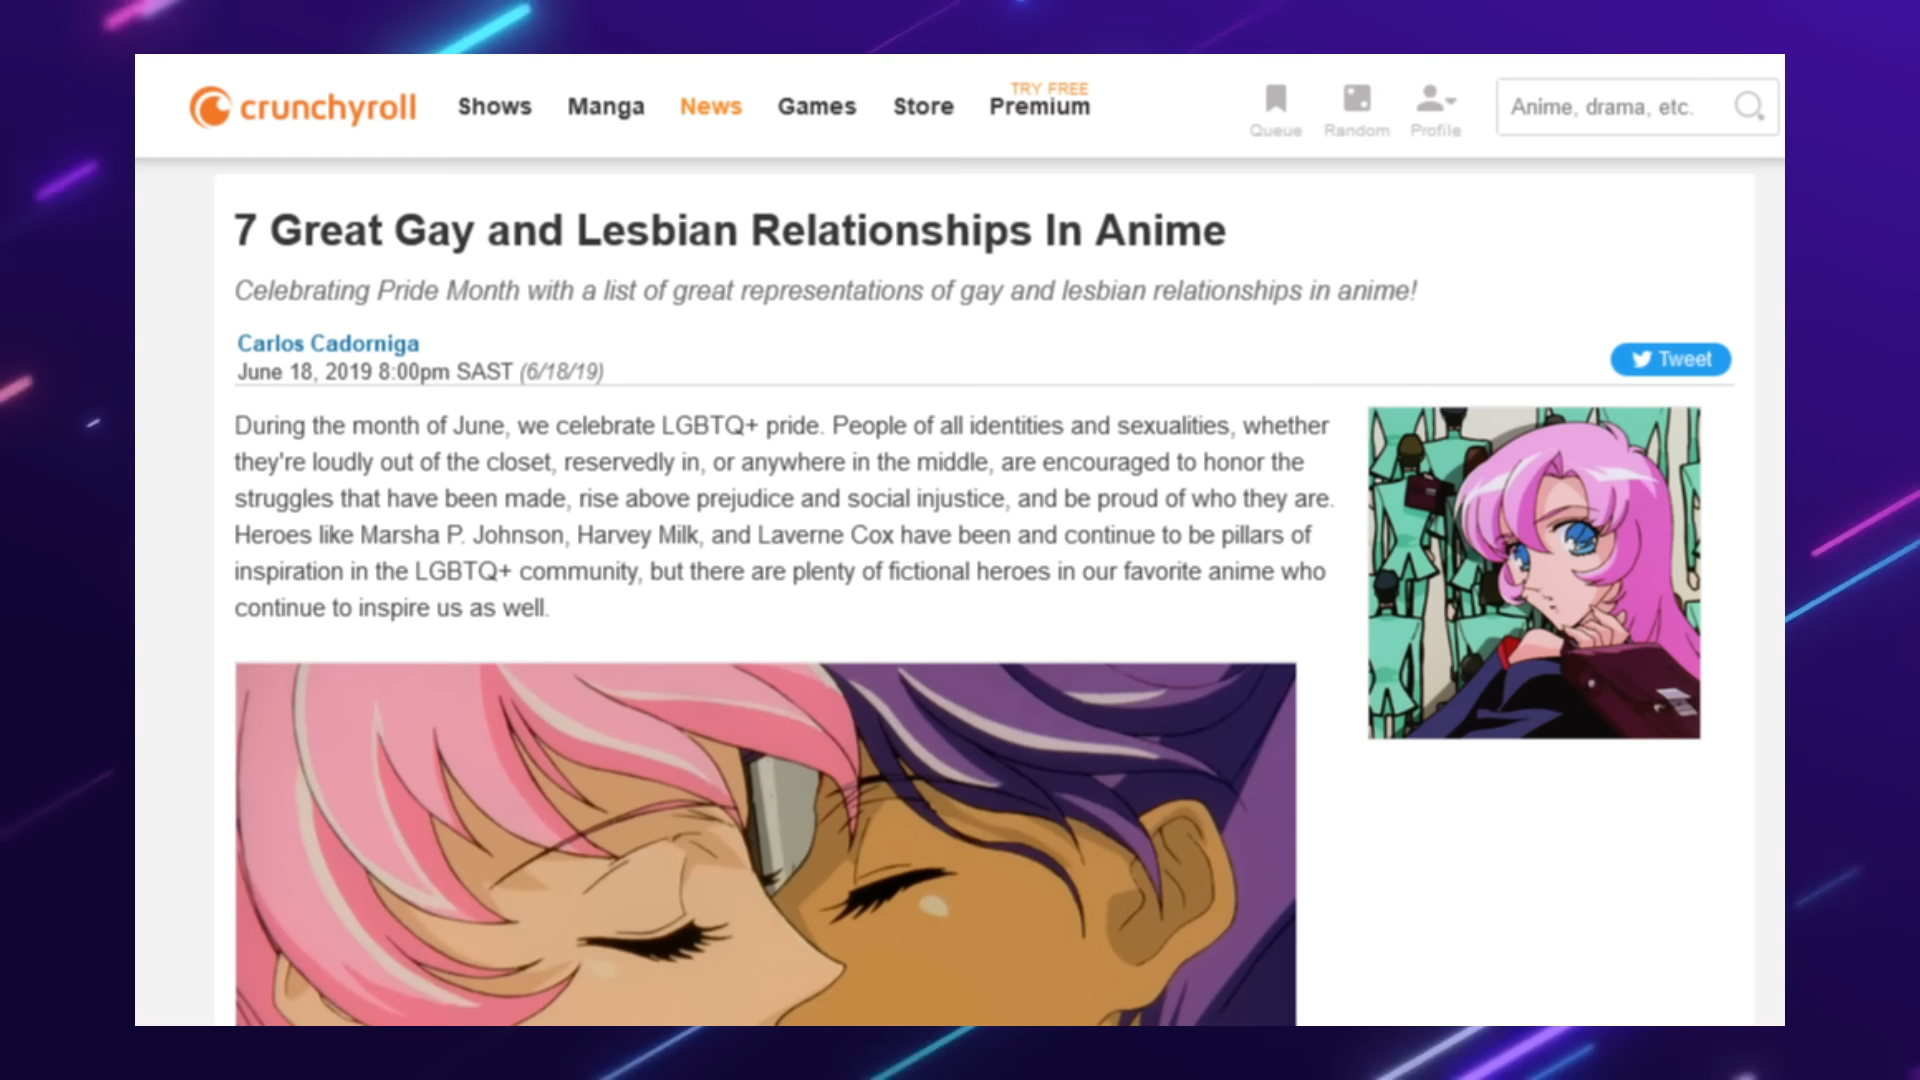 crunchyroll Shows Manga News Games Store TRY FREE Premium Queue Random Profile Anime, drama, etc.
7 Great Gay and Lesbian Relationships In Anime
Celebrating Pride Month with a list of great representations of gay and lesbian relationships in anime!
Carlos Cadorniga
June 18, 2019 8:00pm SAST (6/18/19)
Tweet
During the month of June, we celebrate LGBTQ+ pride. People of all identities and sexualities, whether
they're loudly out of the closet, reservedly in, or anywhere in the middle, are encouraged to honor the
struggles that have been made, rise above prejudice and social injustice, and be proud of who they are.
Heroes like Marsha P. Johnson, Harvey Milk, and Laverne Cox have been and continue to be pillars of
inspiration in the LGBTQ+ community, but there are plenty of fictional heroes in our favorite anime who
continue to inspire us as well.